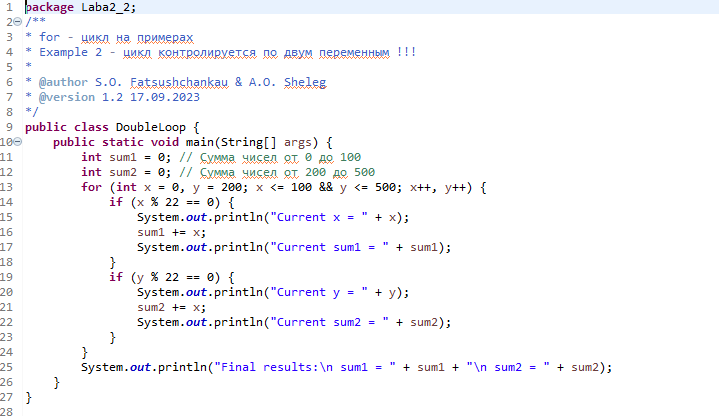 1 package Laba2_2;
2 /**
3 * for - цикл на примерах
4 * Example 2 - цикл контролируется по двум переменным !!!
5 *
6 * @author S.O. Fatsushchankau & A.O. Sheleg
7 * @version 1.2 17.09.2023
8 */
9 public class DoubleLoop {
10     public static void main(String[] args) {
11         int sum1 = 0; // Сумма чисел от 0 до 100
12         int sum2 = 0; // Сумма чисел от 200 до 500
13         for (int x = 0, y = 200; x <= 100 && y <= 500; x++, y++) {
14             if (x % 22 == 0) {
15                 System.out.println("Current x = " + x);
16                 sum1 += x;
17                 System.out.println("Current sum1 = " + sum1);
18             }
19             if (y % 22 == 0) {
20                 System.out.println("Current y = " + y);
21                 sum2 += x;
22                 System.out.println("Current sum2 = " + sum2);
23             }
24         }
25         System.out.println("Final results:\n sum1 = " + sum1 + "\n sum2 = " + sum2);
26     }
27 }
28